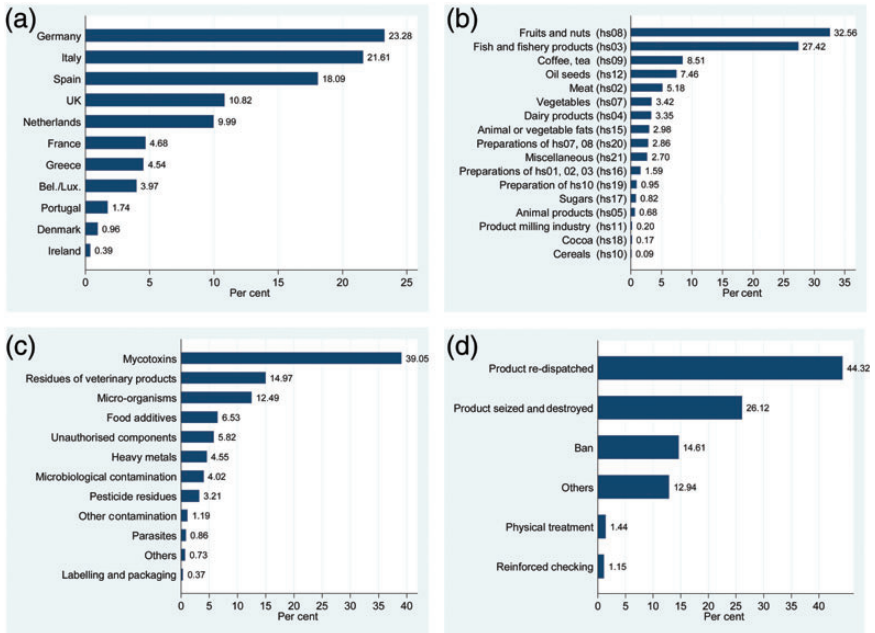 (a)
Germany 23.28
Italy 21.61
Spain 18.09
UK 10.82
Netherlands 9.99
France 4.68
Greece 4.54
Bel./Lux. 3.97
Portugal 1.74
Denmark 0.96
Ireland 0.39
0 5 10 15 20 25
Per cent
(b)
Fruits and nuts (hs08) 32.56
Fish and fishery products (hs03) 27.42
Coffee, tea (hs09) 8.51
Oil seeds (hs12) 7.46
Meat (hs02) 5.18
Vegetables (hs07) 3.42
Dairy products (hs04) 3.35
Animal or vegetable fats (hs15) 2.98
Preparations of hs07, 08 (hs20) 2.86
Miscellaneous (hs21) 2.70
Preparations of hs01, 02, 03 (hs16) 1.59
Preparation of hs10 (hs19) 0.95
Sugars (hs17) 0.82
Animal products (hs05) 0.68
Product milling industry (hs11) 0.20
Cocoa (hs18) 0.17
Cereals (hs10) 0.09
0 5 10 15 20 25 30 35
Per cent
(c)
Mycotoxins 39.05
Residues of veterinary products 14.97
Micro-organisms 12.49
Food additives 6.53
Unauthorised components 5.82
Heavy metals 4.55
Microbiological contamination 4.02
Pesticide residues 3.21
Other contamination 1.19
Parasites 0.86
Others 0.73
Labelling and packaging 0.37
0 5 10 15 20 25 30 35 40
Per cent
(d)
Product re-dispatched 44.32
Product seized and destroyed 26.12
Ban 14.61
Others 12.94
Physical treatment 1.44
Reinforced checking 1.15
0 5 10 15 20 25 30 35 40
Per cent